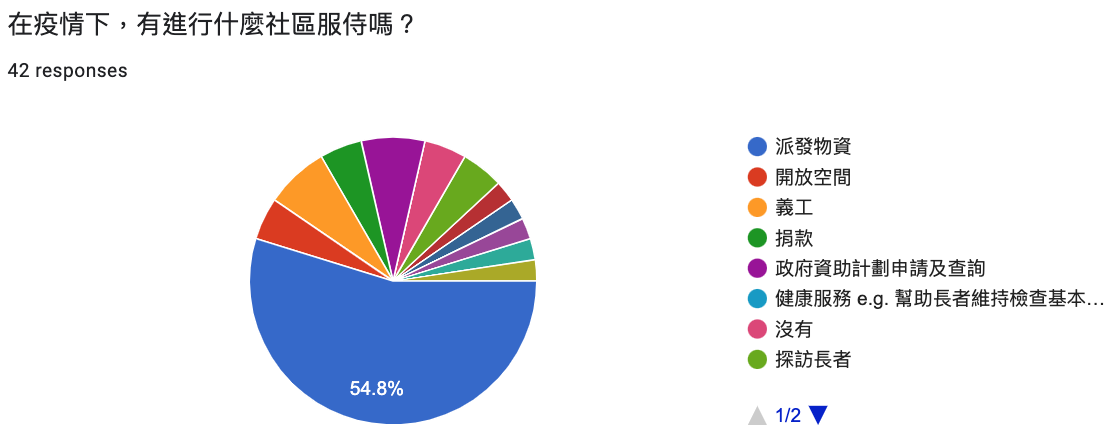 在疫情下，有進行什麼社區服侍嗎？
42 responses
54.8%
派發物資
開放空間
義工
捐款
政府資助計劃申請及查詢
健康服務 e.g. 幫助長者維持檢查基本…
沒有
探訪長者
1/2